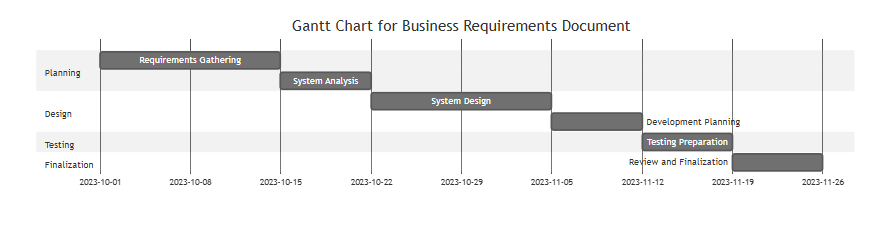 Gantt Chart for Business Requirements Document
Requirements Gathering
Planning
System Analysis
System Design
Design
Development Planning
Testing
Testing Preparation
Finalization
Review and Finalization
2023-10-01 2023-10-08 2023-10-15 2023-10-22 2023-10-29 2023-11-05 2023-11-12 2023-11-19 2023-11-26